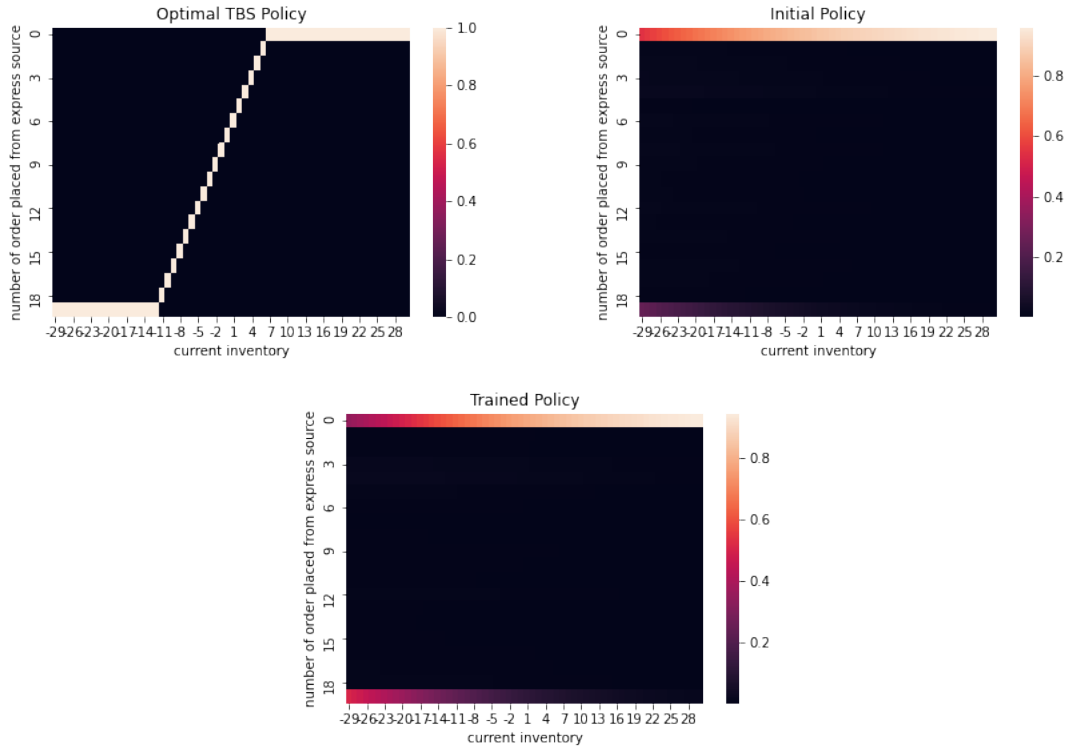 Optimal TBS Policy
number of order placed from express source
0
3
6
9
12
15
18
-29 -26 -23 -20 -17 -14 -11 -8 -5 -2 1 4 7 10 13 16 19 22 25 28
current inventory
1.0
0.8
0.6
0.4
0.2
0.0
Initial Policy
number of order placed from express source
0
3
6
9
12
15
18
-29 -26 -23 -20 -17 -14 -11 -8 -5 -2 1 4 7 10 13 16 19 22 25 28
current inventory
0.8
0.6
0.4
0.2
Trained Policy
number of order placed from express source
0
3
6
9
12
15
18
-29 -26 -23 -20 -17 -14 -11 -8 -5 -2 1 4 7 10 13 16 19 22 25 28
current inventory
0.8
0.6
0.4
0.2